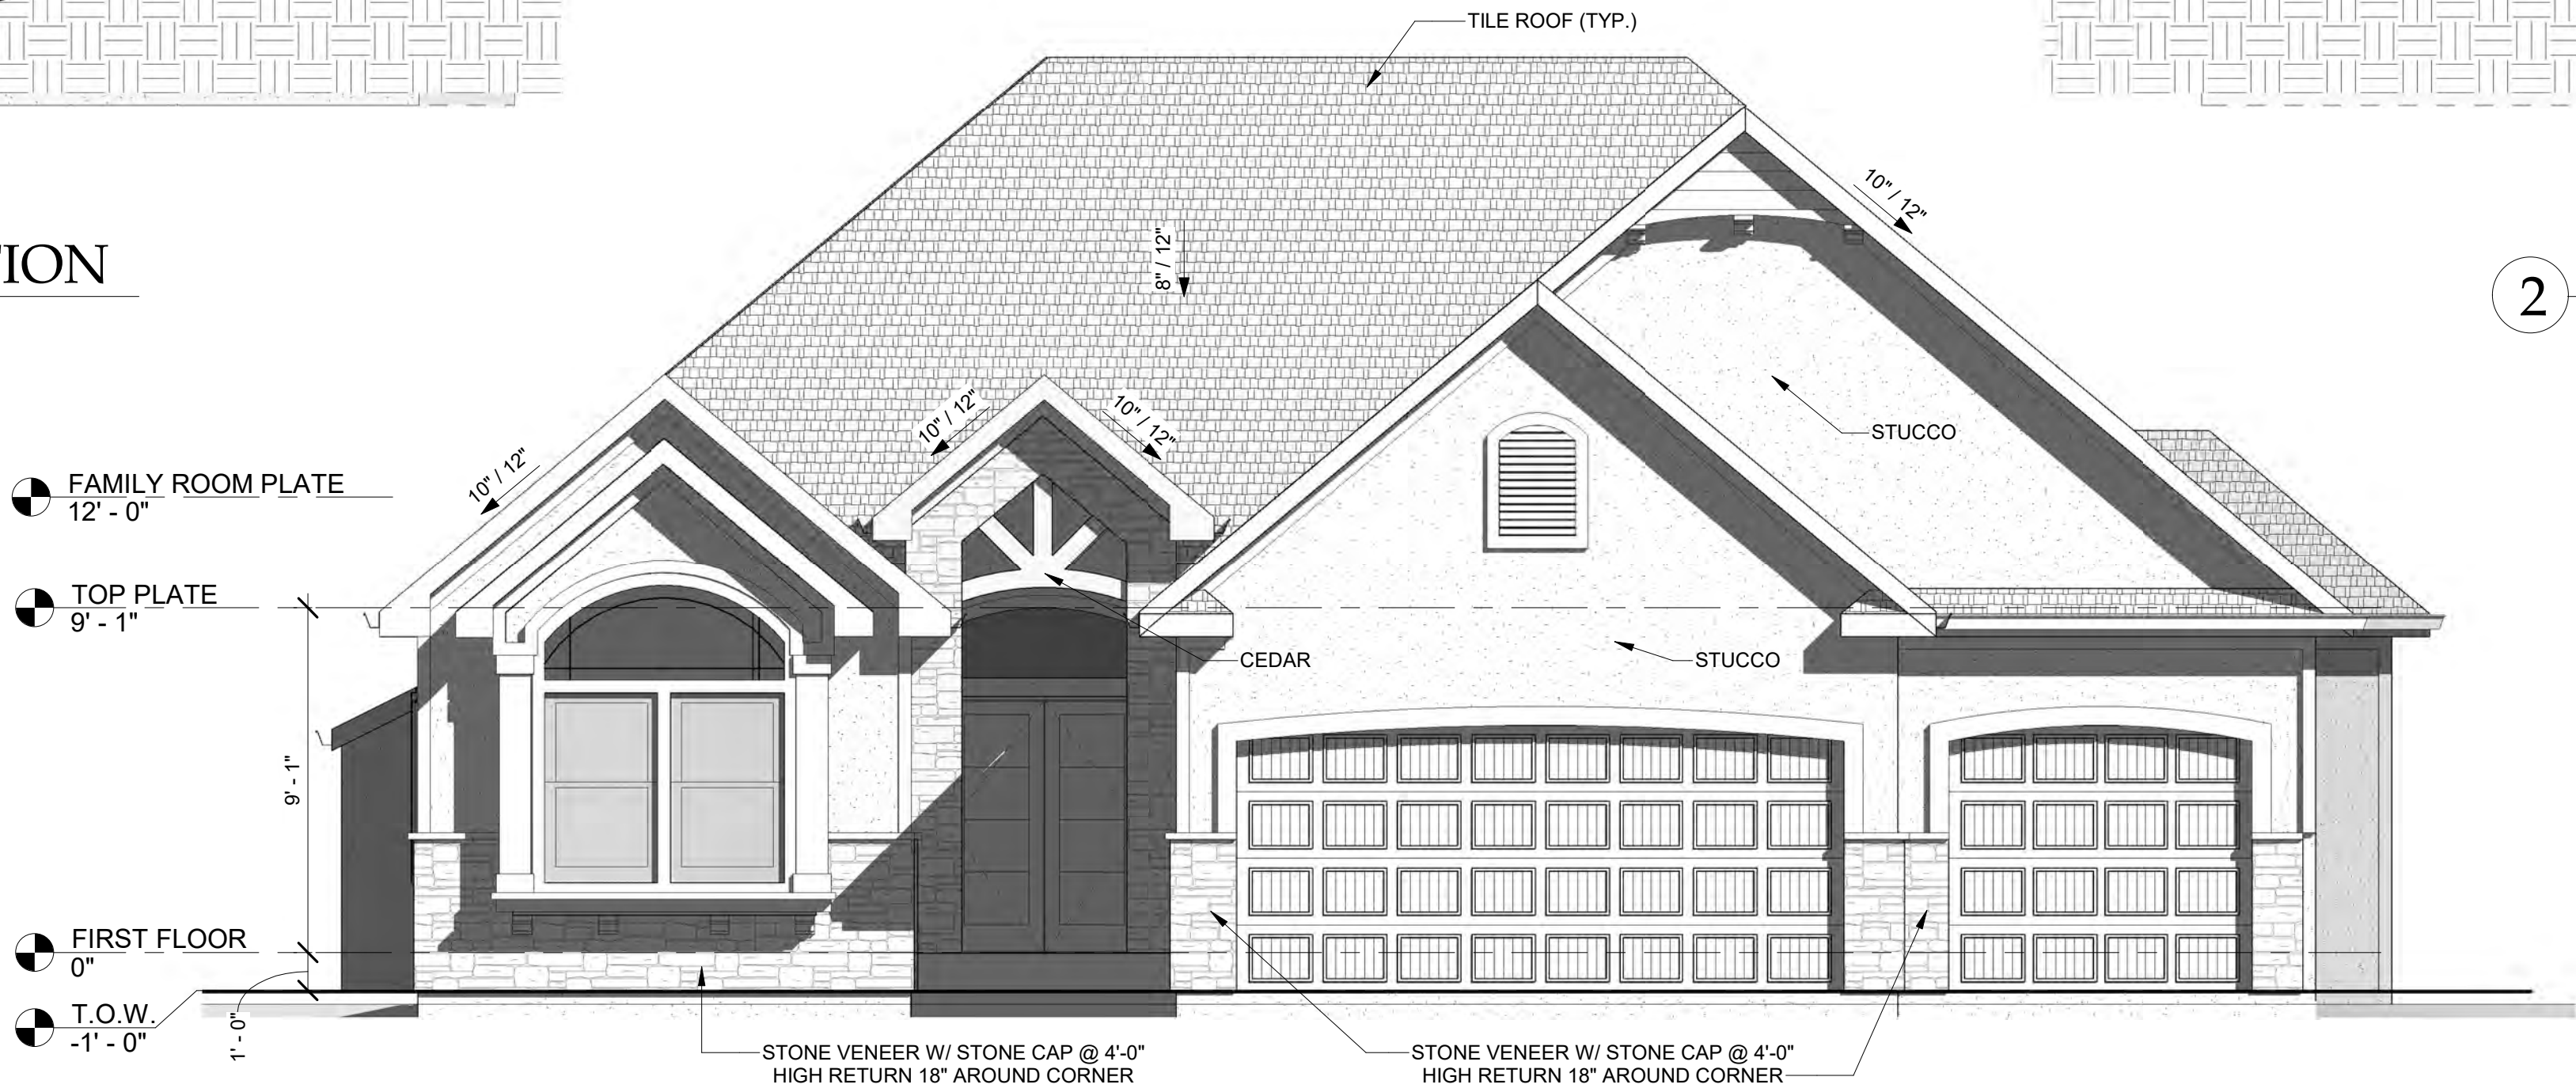 TILE ROOF (TYP.)
10" / 12"
8" / 12"
TION
2
10" / 12"
10" / 12"
10" / 12"
STUCCO
FAMILY ROOM PLATE
12' - 0"
TOP PLATE
9' - 1"
CEDAR
STUCCO
9' - 1"
FIRST FLOOR
0"
T.O.W.
-1' - 0"
1' - 0"
STONE VENEER W/ STONE CAP @ 4'-0"
HIGH RETURN 18" AROUND CORNER
STONE VENEER W/ STONE CAP @ 4'-0"
HIGH RETURN 18" AROUND CORNER